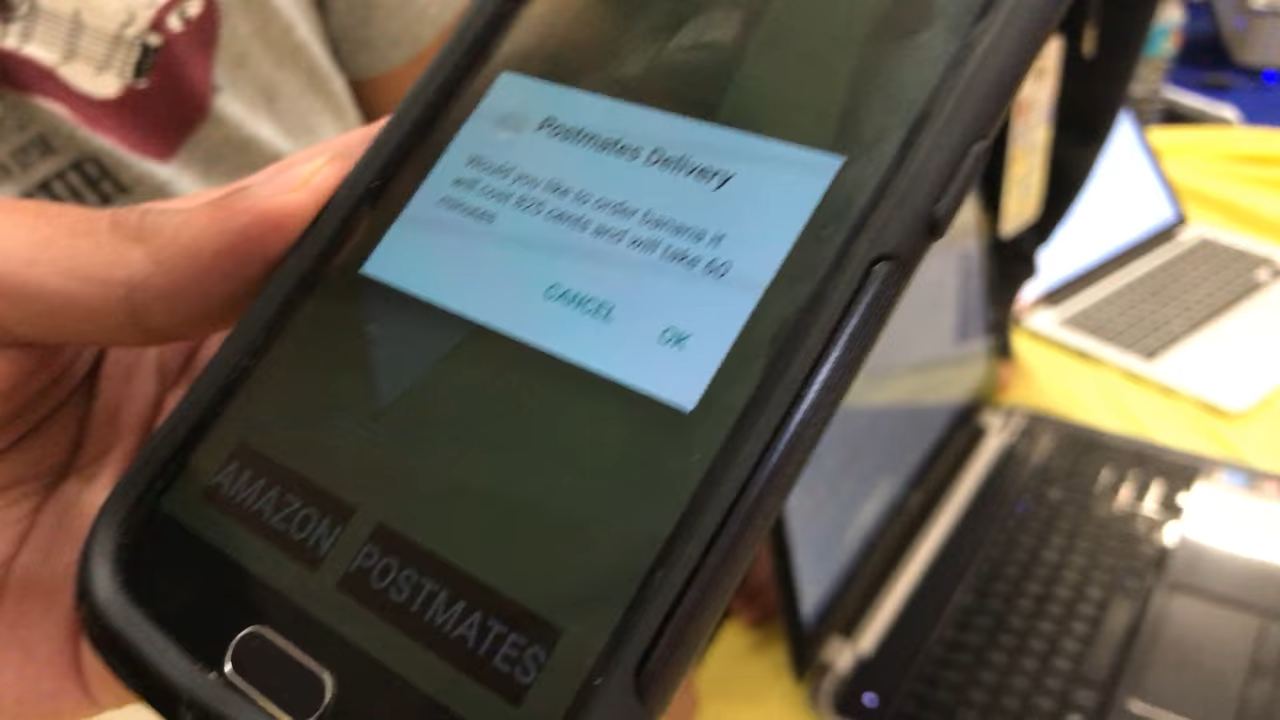 Postmates Delivery
Would you like to order banana It
will cost 925 cents and will take 60
minutes
CANCEL
OK
AMAZON
POSTMATES